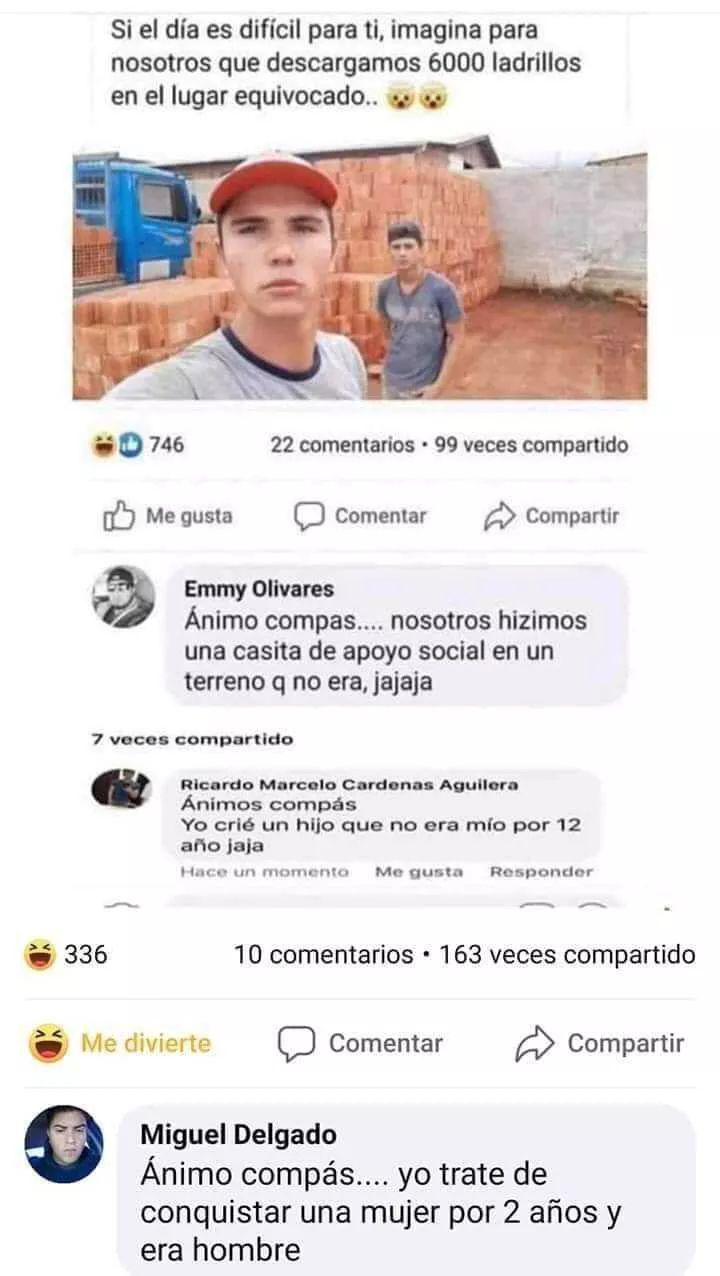 Si el día es difícil para ti, imagina para
nosotros que descargamos 6000 ladrillos
en el lugar equivocado..
746
22 comentarios • 99 veces compartido
Me gusta
Comentar
Compartir
Emmy Olivares
Ánimo compas.... nosotros hizimos
una casita de apoyo social en un
terreno q no era, jajaja
7 veces compartido
Ricardo Marcelo Cardenas Aguilera
Ánimos compás
Yo crié un hijo que no era mío por 12
año jaja
Hace un momento Me gusta Responder
336
10 comentarios • 163 veces compartido
Me divierte
Comentar
Compartir
Miguel Delgado
Ánimo compás.... yo trate de
conquistar una mujer por 2 años y
era hombre